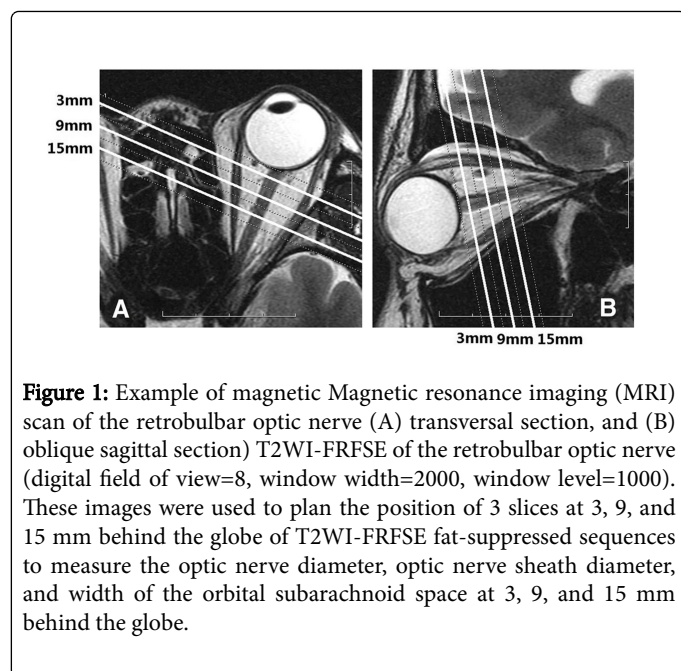 3mm
9mm
15mm
A
B
3mm 9mm 15mm
Figure 1: Example of magnetic Magnetic resonance imaging (MRI)
scan of the retrobulbar optic nerve (A) transversal section, and (B)
oblique sagittal section) T2WI-FRFSE of the retrobulbar optic nerve
(digital field of view=8, window width=2000, window level=1000).
These images were used to plan the position of 3 slices at 3, 9, and
15 mm behind the globe of T2WI-FRFSE fat-suppressed sequences
to measure the optic nerve diameter, optic nerve sheath diameter,
and width of the orbital subarachnoid space at 3, 9, and 15 mm
behind the globe.